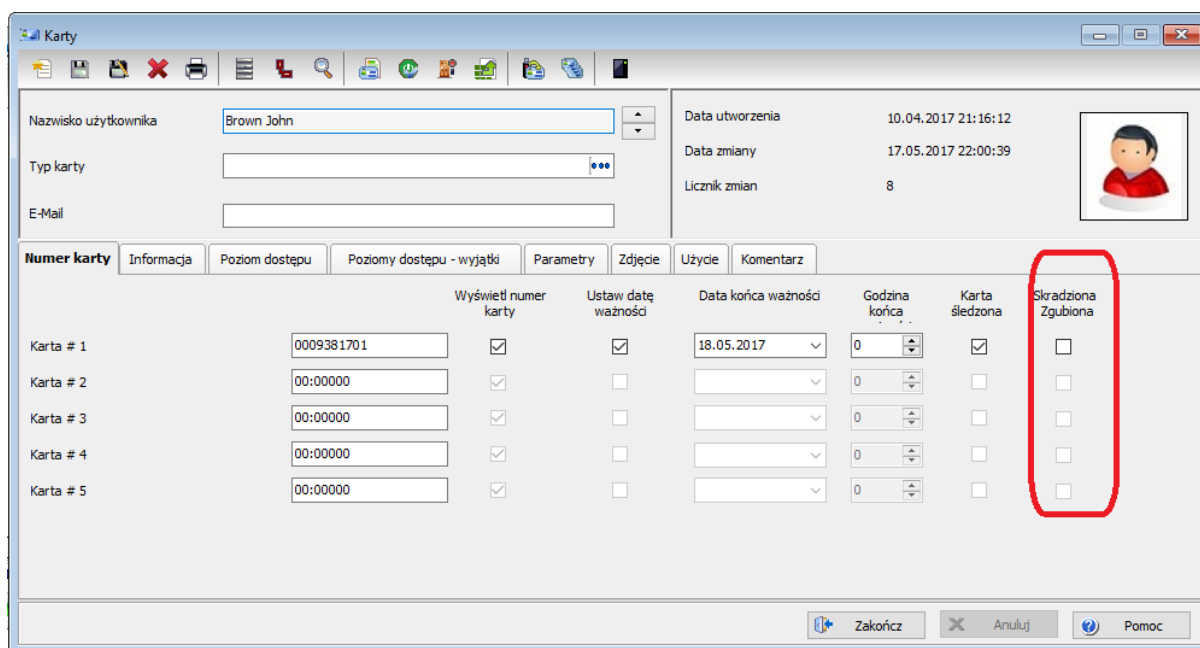 Karty
Nazwisko użytkownika
Brown John
Data utworzenia
10.04.2017 21:16:12
Typ karty
Data zmiany
17.05.2017 22:00:39
Licznik zmian
8
E-Mail
Numer karty Informacja Poziom dostępu Poziomy dostępu - wyjątki Parametry Zdjęcie Użycie Komentarz
Wyświetl numer
karty
Ustaw datę
ważności
Data końca ważności
Godzina
końca
Karta
śledzona
Skradziona
Zgubiona
Karta # 1 0009381701 18.05.2017 0
Karta # 2 00:00000 0
Karta # 3 00:00000 0
Karta # 4 00:00000 0
Karta # 5 00:00000 0
Zakończ Anuluj Pomoc